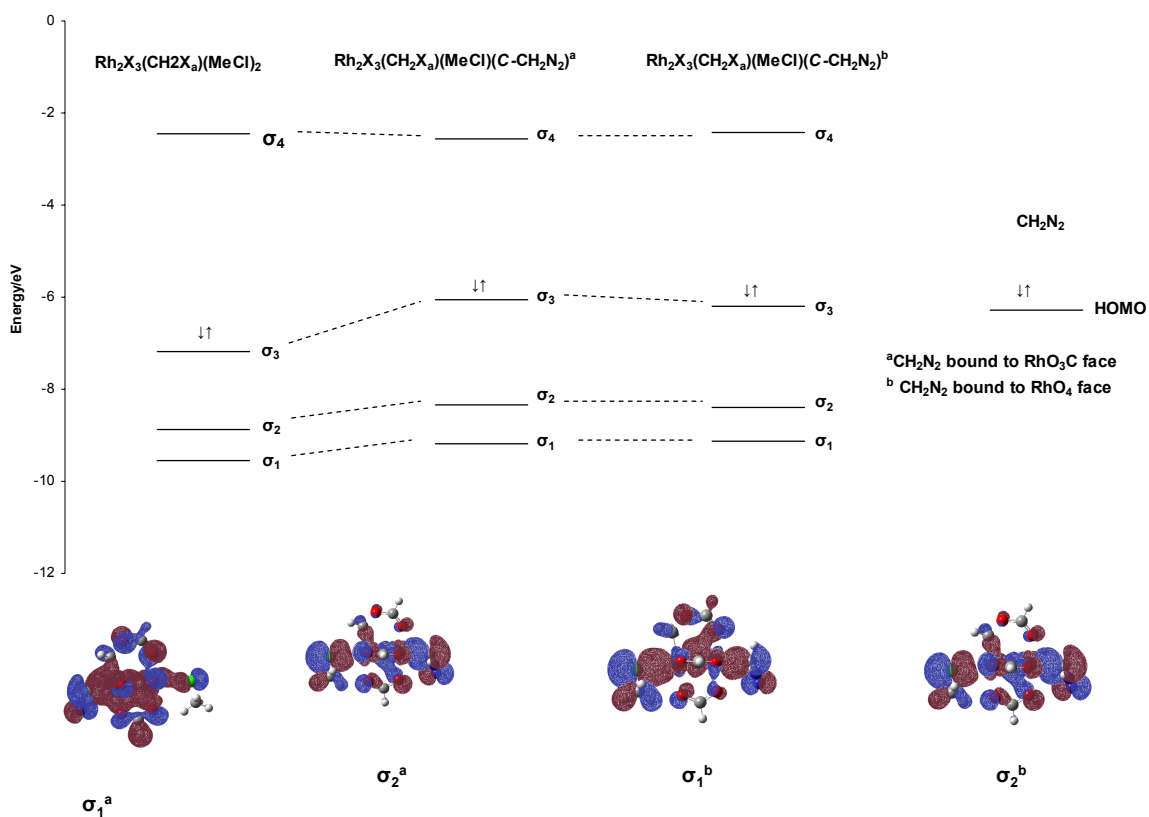 0
Rh₂X₃(CH2Xₐ)(MeCl)₂
Rh₂X₃(CH₂Xₐ)(MeCl)(C-CH₂N₂)ᵃ
Rh₂X₃(CH₂Xₐ)(MeCl)(C-CH₂N₂)ᵇ
-2
σ₄
σ₄
σ₄
-4
CH₂N₂
Energy/eV
-6
↓↑
σ₃
↓↑
σ₃
↓↑
σ₃
↓↑
HOMO
ᵃCH₂N₂ bound to RhO₃C face
ᵇ CH₂N₂ bound to RhO₄ face
-8
σ₂
σ₂
σ₂
σ₁
σ₁
σ₁
-10
-12
σ₁ᵃ
σ₂ᵃ
σ₁ᵇ
σ₂ᵇ